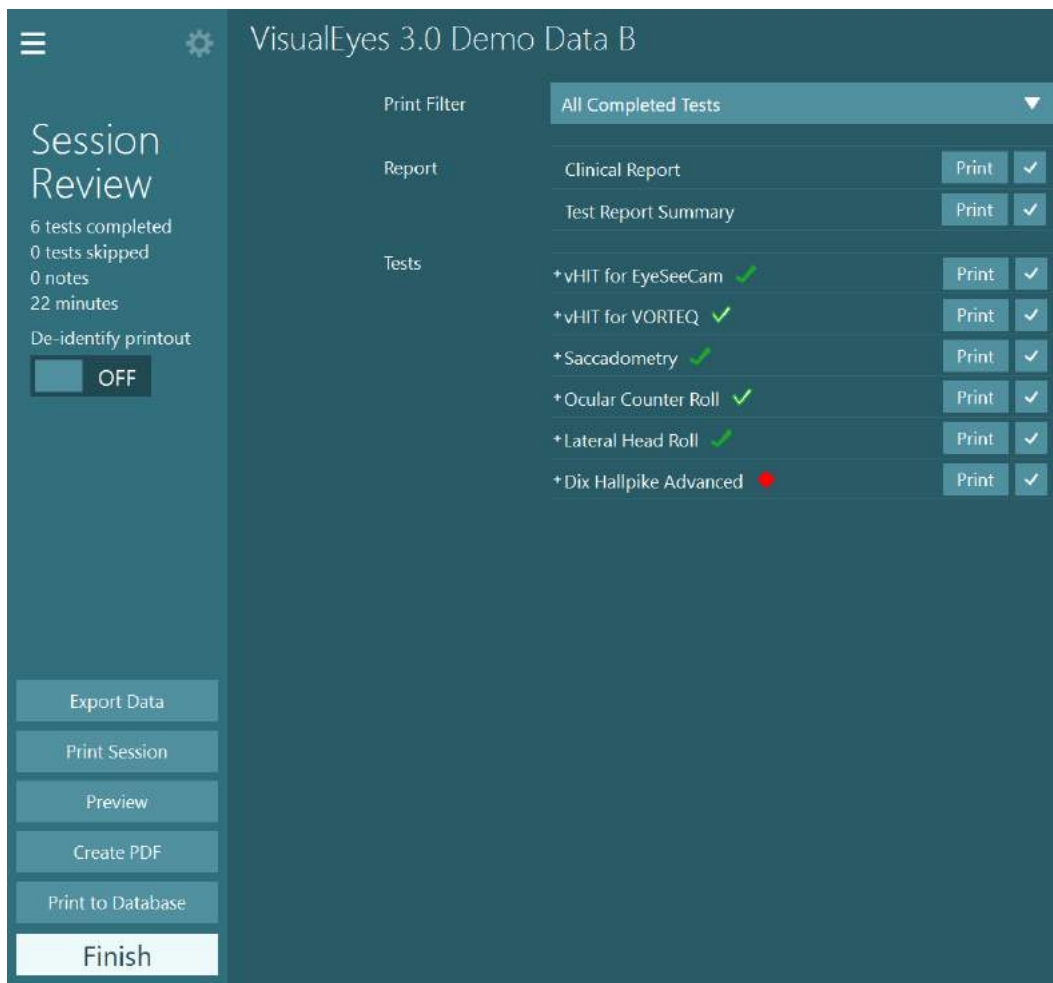 VisualEyes 3.0 Demo Data B
Session
Review
6 tests completed
0 tests skipped
0 notes
22 minutes
De-identify printout
OFF
Export Data
Print Session
Preview
Create PDF
Print to Database
Finish
Print Filter
All Completed Tests
Report
Clinical Report
Print
Test Report Summary
Print
Tests
+vHIT for EyeSeeCam
Print
+vHIT for VORTEQ
Print
+Saccadometry
Print
+Ocular Counter Roll
Print
+Lateral Head Roll
Print
+Dix Hallpike Advanced
Print